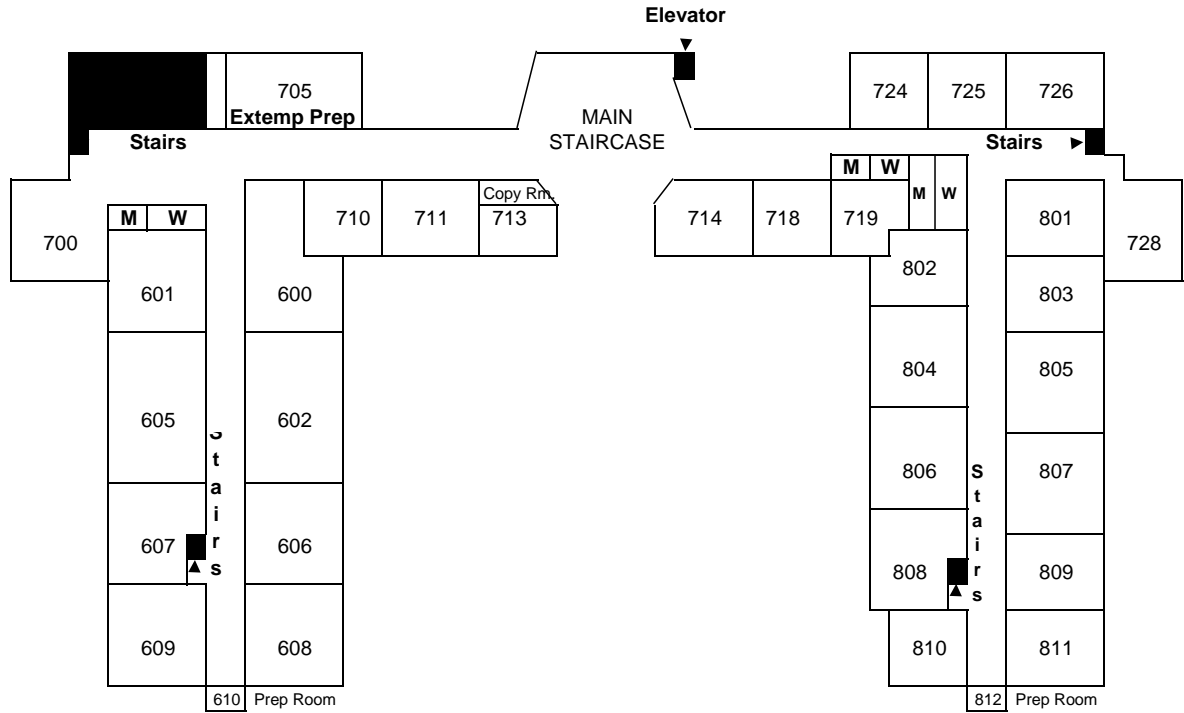 Elevator
705
Extemp Prep
MAIN
STAIRCASE
724 725 726
Stairs
Stairs
M W
M W
Copy Rm.
710 711 713
714 718 719
801
700
M W
728
601 600
802
803
804
805
605 602
Stairs
806
807
Stairs
607 606
808
809
609 608
810
811
610 Prep Room
812 Prep Room